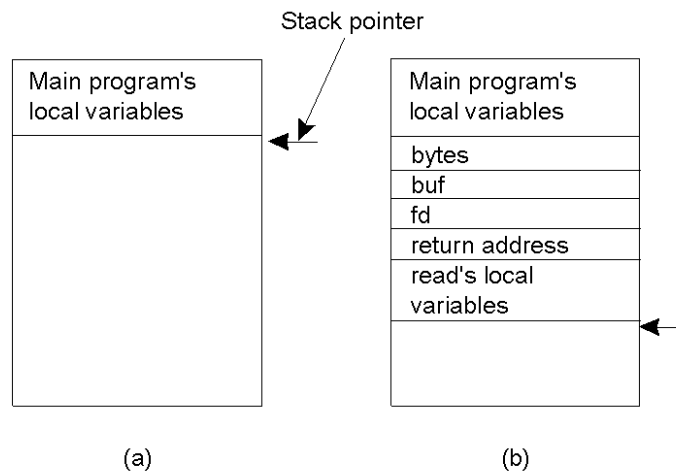 Stack pointer
Main program's
local variables
(a)
Main program's
local variables
bytes
buf
fd
return address
read's local
variables
(b)